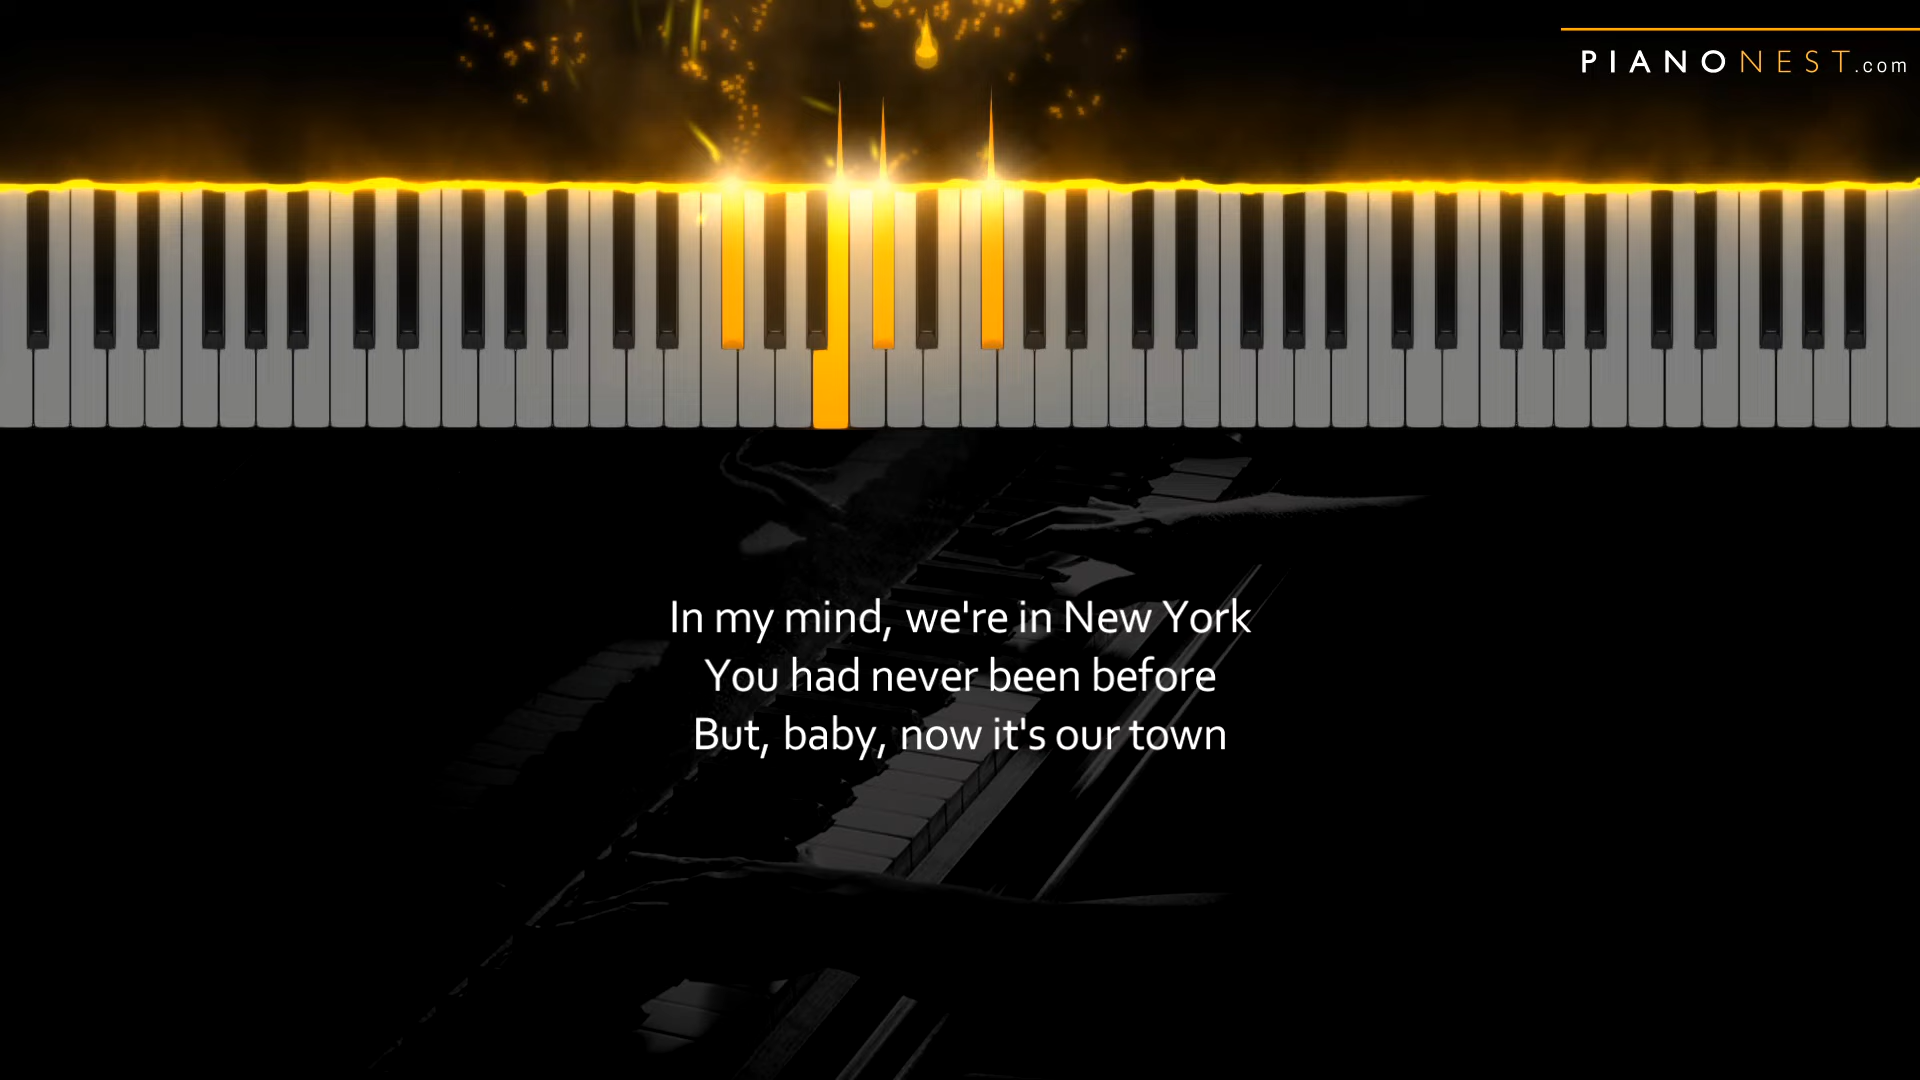 PIANONEST.com
In my mind, we're in New York
You had never been before
But, baby, now it's our town